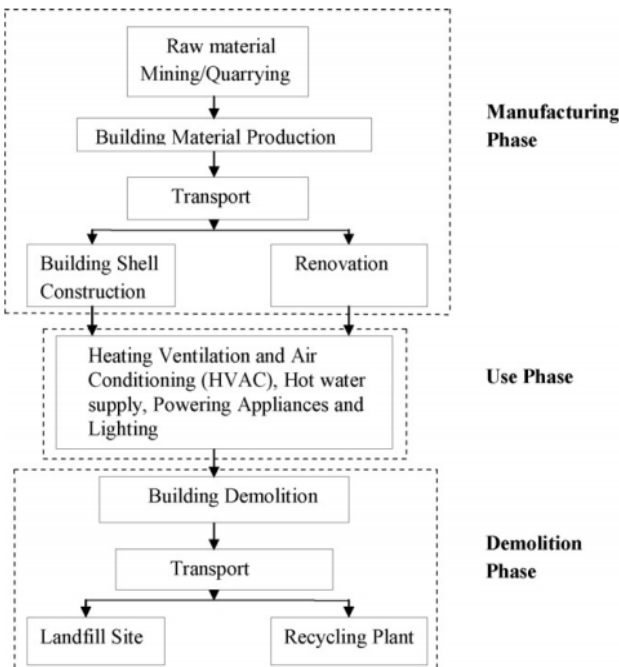 Raw material
Mining/Quarrying
Manufacturing
Phase
Building Material Production
Transport
Building Shell
Construction
Renovation
Heating Ventilation and Air
Conditioning (HVAC), Hot water
supply, Powering Appliances and
Lighting
Use Phase
Building Demolition
Demolition
Phase
Transport
Landfill Site
Recycling Plant